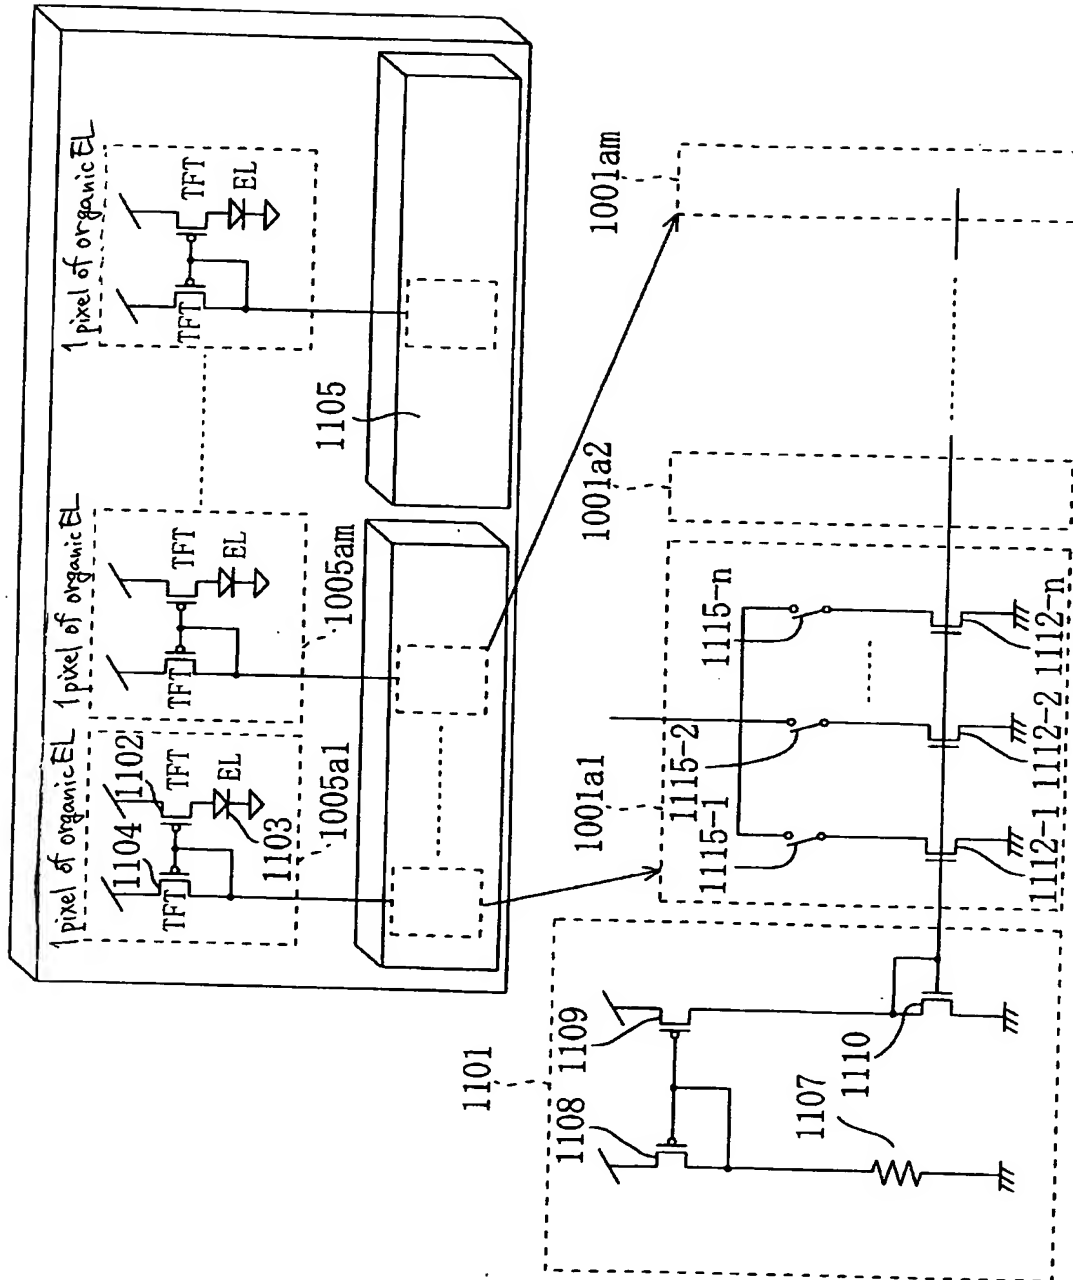 1 pixel of organic EL
1 pixel of organic EL
1 pixel of organic EL
1104
1102
TFT
TFT
EL
1103
1005a1
TFT
TFT
EL
1005am
TFT
TFT
EL
1105
1101
1108
1109
1107
1110
1001a1
1001a2
1001am
1115-1
1115-2
1115-n
1112-1
1112-2
1112-n